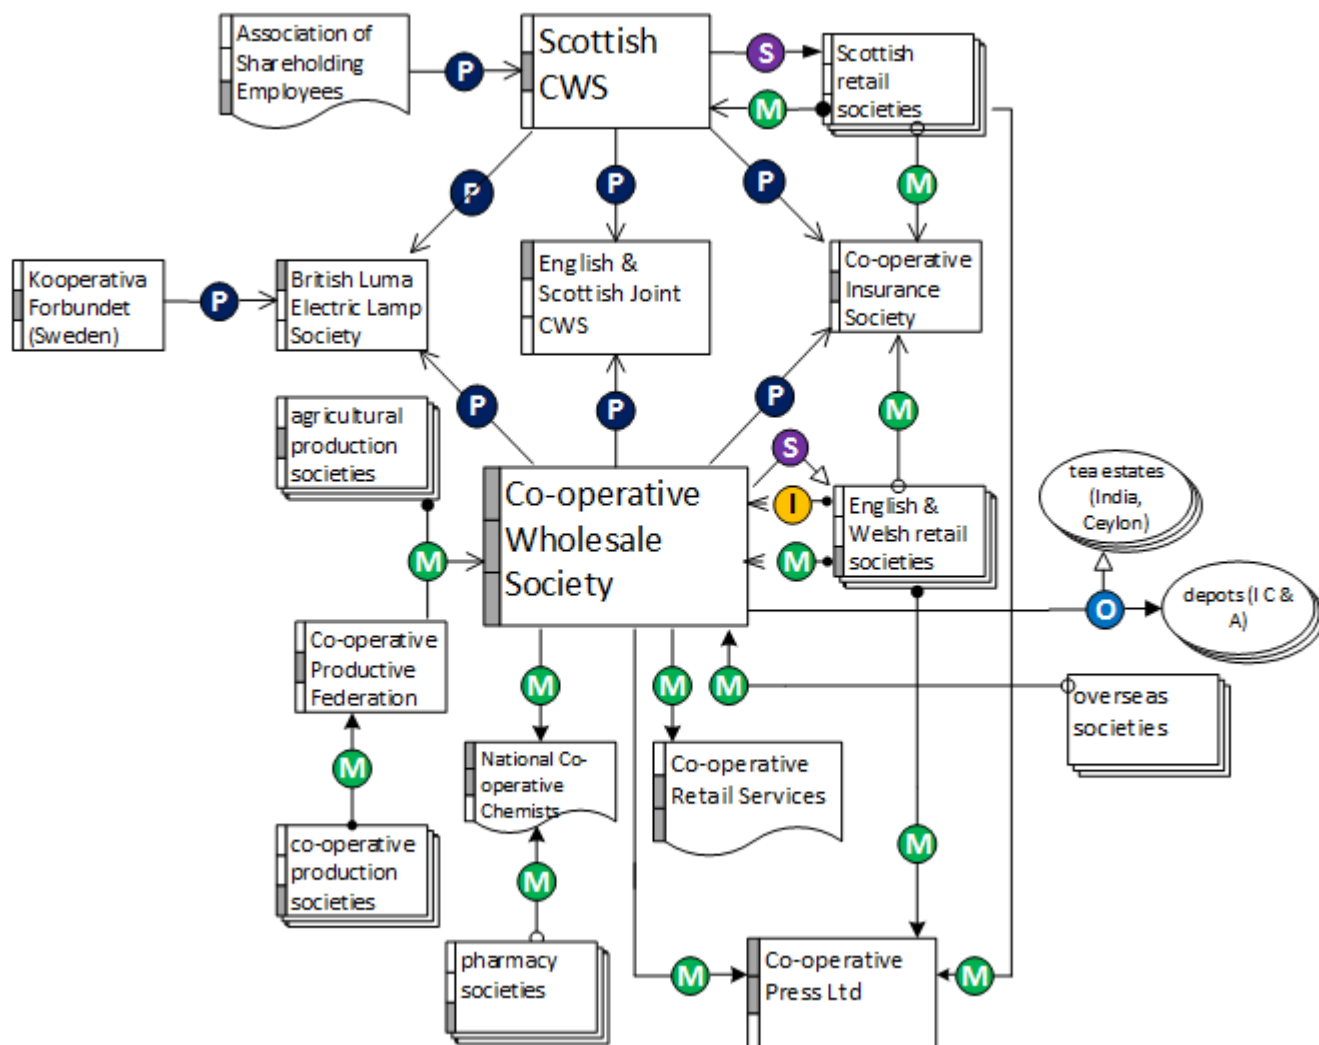 Association of
Shareholding
Employees
P
Scottish
CWS
S
M
Scottish
retail
societies
P
P
P
M
Kooperativa
Forbundet
(Sweden)
P
British Luma
Electric Lamp
Society
English &
Scottish Joint
CWS
Co-operative
Insurance
Society
agricultural
production
societies
P
P
P
M
S
I
M
M
Co-operative
Wholesale
Society
English &
Welsh retail
societies
tea estates
(India,
Ceylon)
O
depots (I C &
A)
Co-operative
Productive
Federation
M
M
M
overseas
societies
M
National Co-
operative
Chemists
Co-operative
Retail Services
M
co-operative
production
societies
M
pharmacy
societies
M
Co-operative
Press Ltd
M